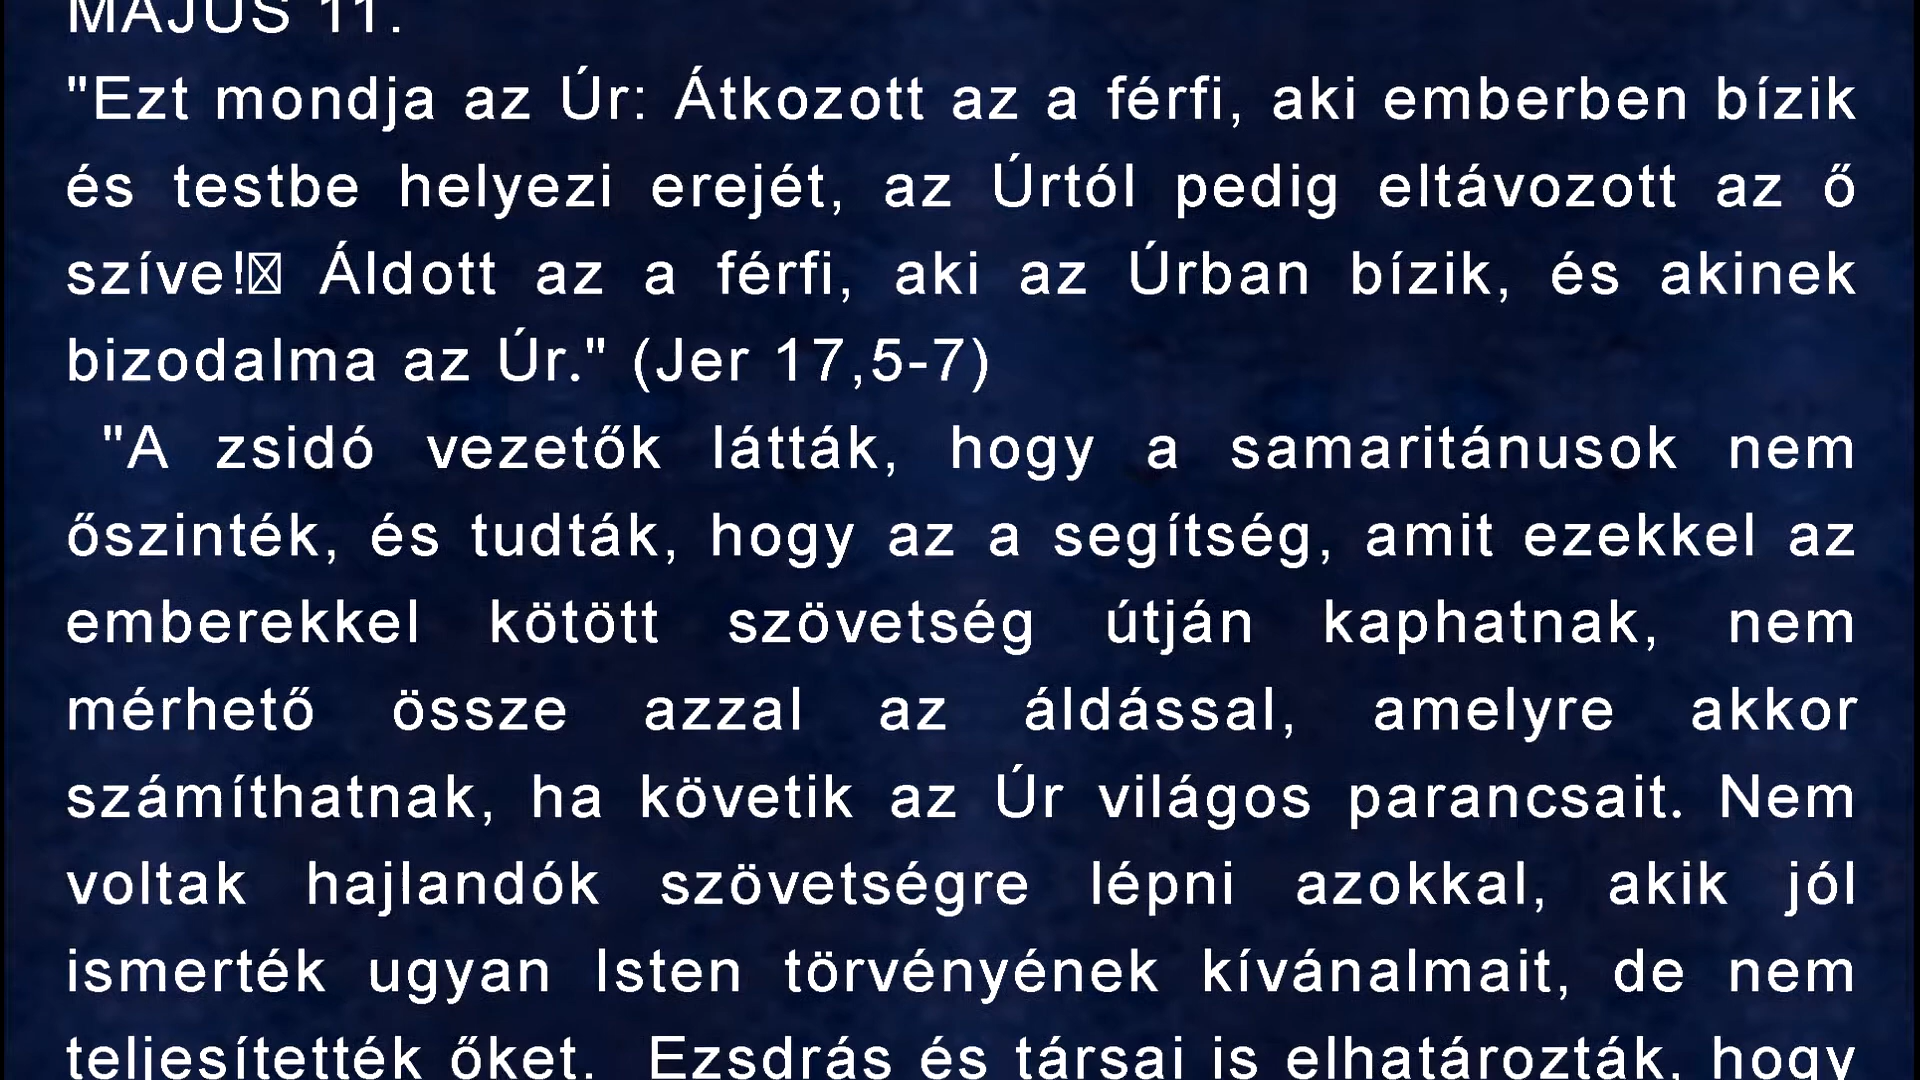 MÁJUS 11.
"Ezt mondja az Úr: Átkozott az a férfi, aki emberben bízik
és testbe helyezi erejét, az Úrtól pedig eltávozott az ő
szíve! Áldott az a férfi, aki az Úrban bízik, és akinek
bizodalma az Úr." (Jer 17,5-7)
"A zsidó vezetők látták, hogy a samaritánusok nem
őszinték, és tudták, hogy az a segítség, amit ezekkel az
emberekkel kötött szövetség útján kaphatnak, nem
mérhető össze azzal az áldással, amelyre akkor
számíthatnak, ha követik az Úr világos parancsait. Nem
voltak hajlandók szövetségre lépni azokkal, akik jól
ismerték ugyan Isten törvényének kívánalmait, de nem
teljesítették őket. Ezsdrás és társai is elhatározták, hogy